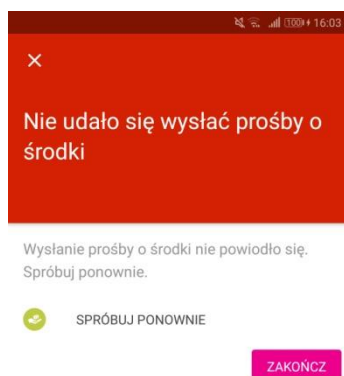 100 16:03
Nie udało się wysłać prośby o
środki
Wysłanie prośby o środki nie powiodło się.
Spróbuj ponownie.
SPRÓBUJ PONOWNIE
ZAKOŃCZ